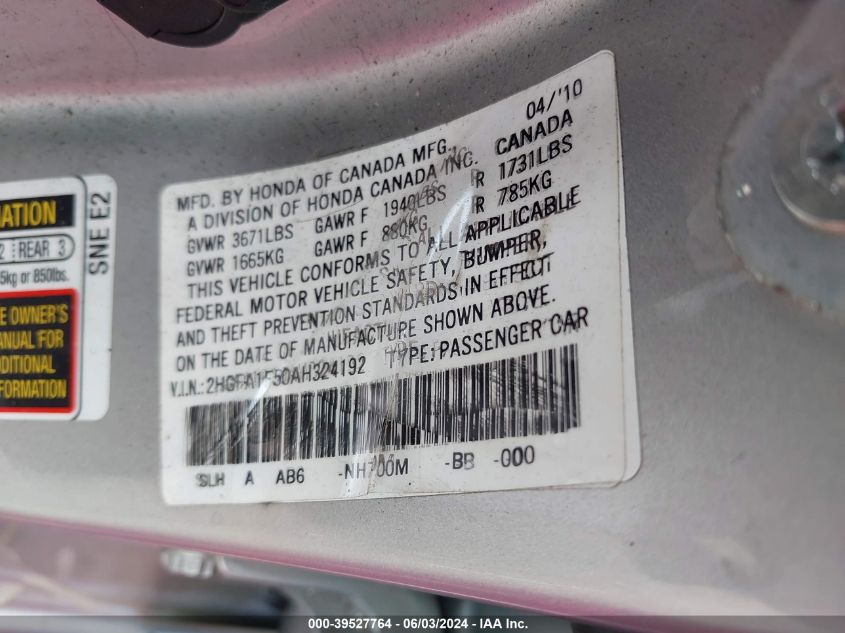 04/'10
MFD. BY HONDA OF CANADA MFG.,
A DIVISION OF HONDA CANADA INC. CANADA
GVWR 3671LBS GAWR F 1940LBS R 1731LBS
GVWR 1665KG GAWR F 880KG R 785KG
THIS VEHICLE CONFORMS TO ALL APPLICABLE
FEDERAL MOTOR VEHICLE SAFETY, BUMPER,
AND THEFT PREVENTION STANDARDS IN EFFECT
ON THE DATE OF MANUFACTURE SHOWN ABOVE.
V.I.N.: 2HGFA1F50AH324192 TYPE: PASSENGER CAR
SLH A AB6 -NH700M -BB -000
MATION
2 REAR 3
5kg or 850lbs.
SNE E2
E OWNER'S
ANUAL FOR
DITIONAL
FORMATION
000-39527764 | 06/03/2024 | IAA Inc.